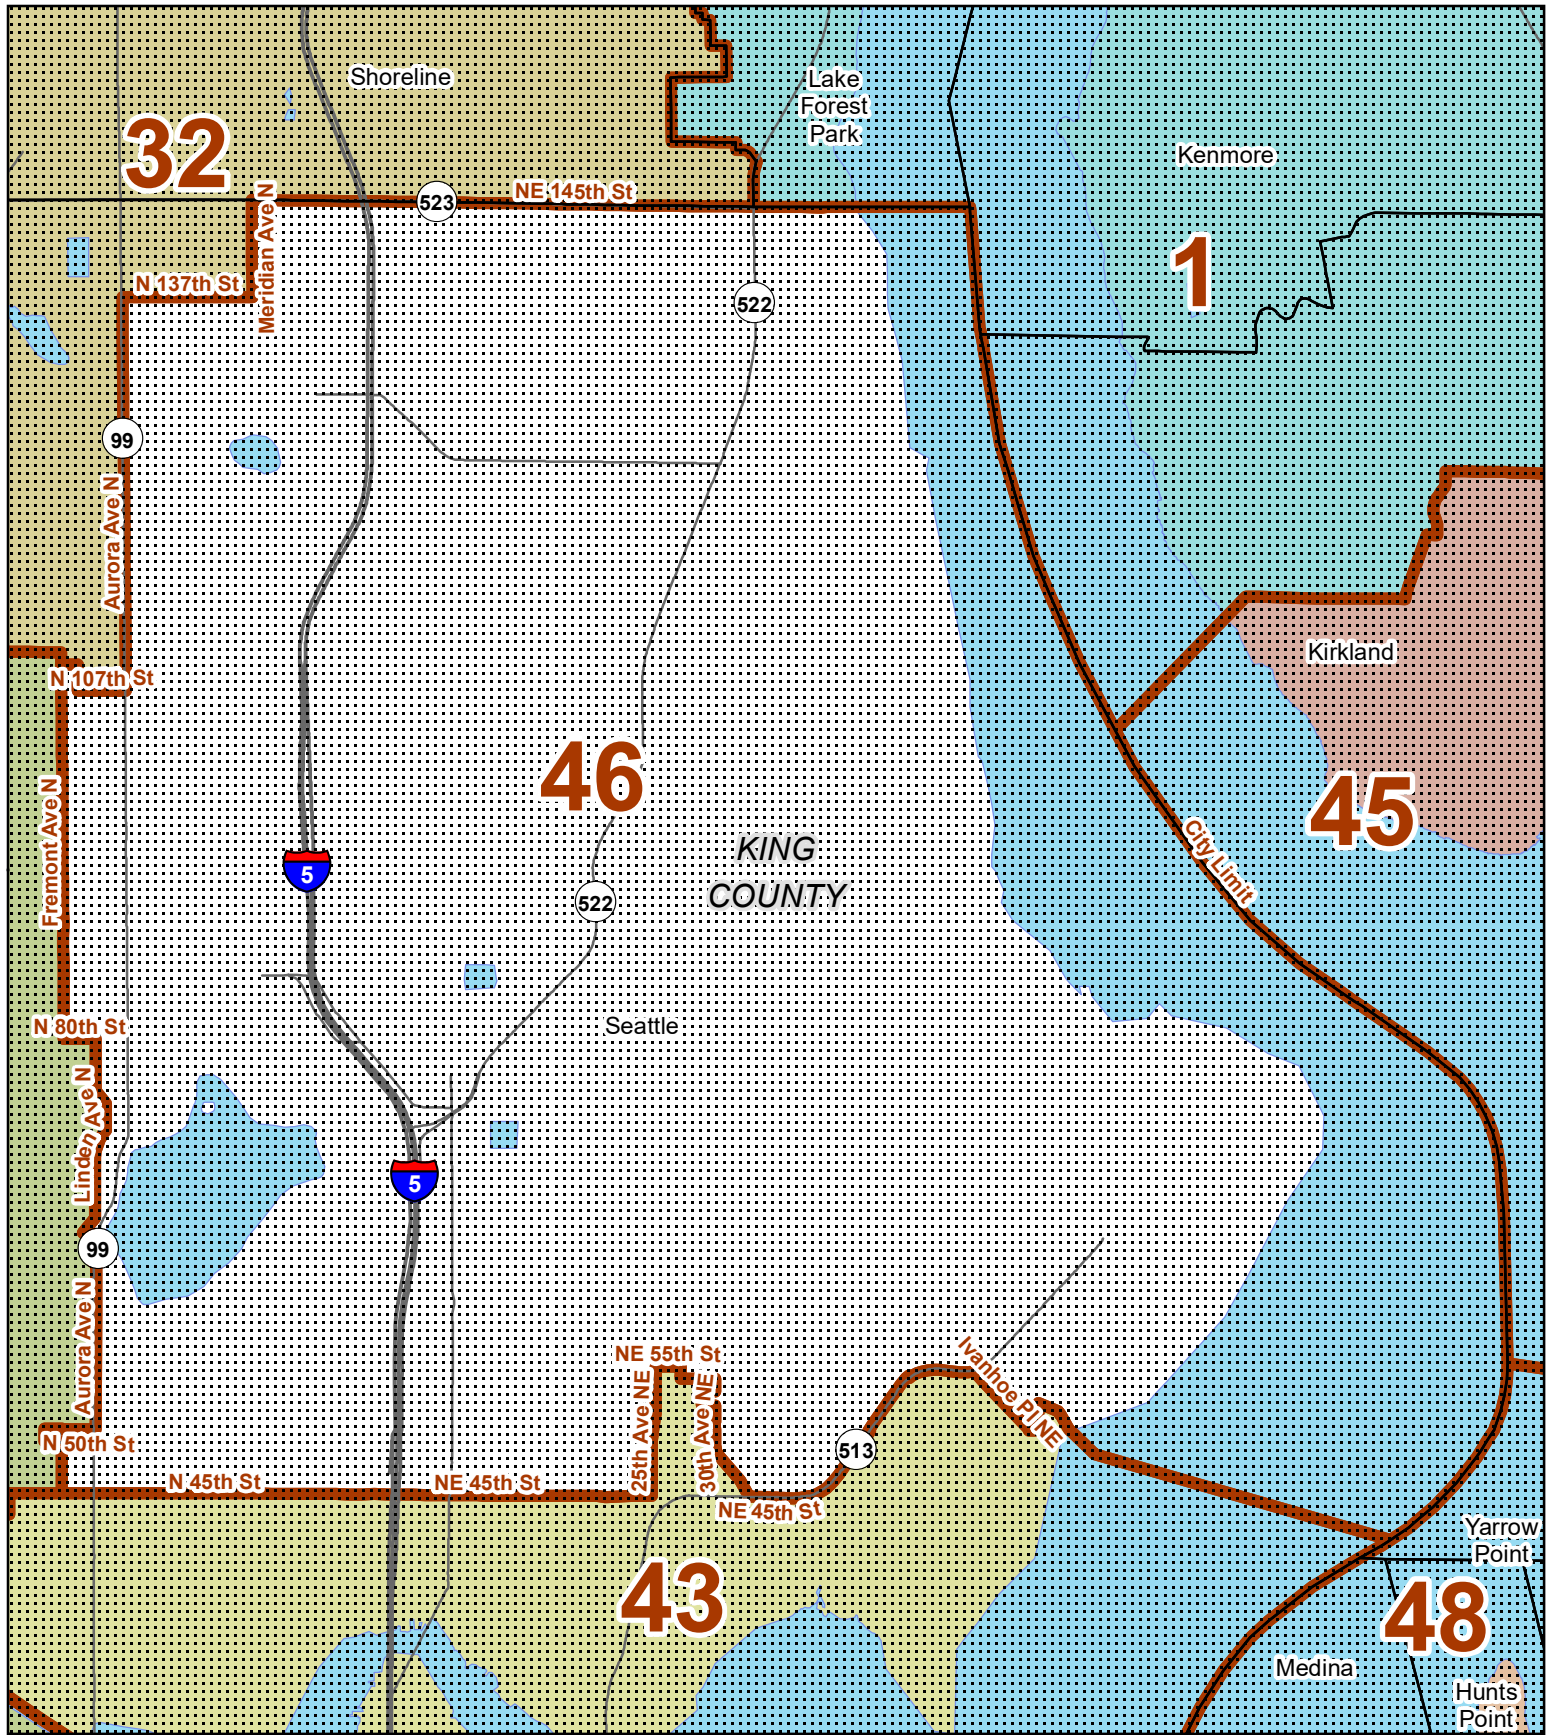 Shoreline
Lake
Forest
Park
32
Kenmore
Meridian Ave N
523
NE 145th St
1
N 137th St
522
99
Aurora Ave N
Kirkland
N 107th St
46
45
Fremont Ave N
KING
COUNTY
City Limit
5
522
N 80th St
Seattle
Linden Ave N
5
99
Aurora Ave N
NE 55th St
Ivanhoe Pl NE
25th Ave NE
30th Ave NE
N 50th St
513
N 45th St
NE 45th St
NE 45th St
Yarrow
Point
43
48
Medina
Hunts
Point